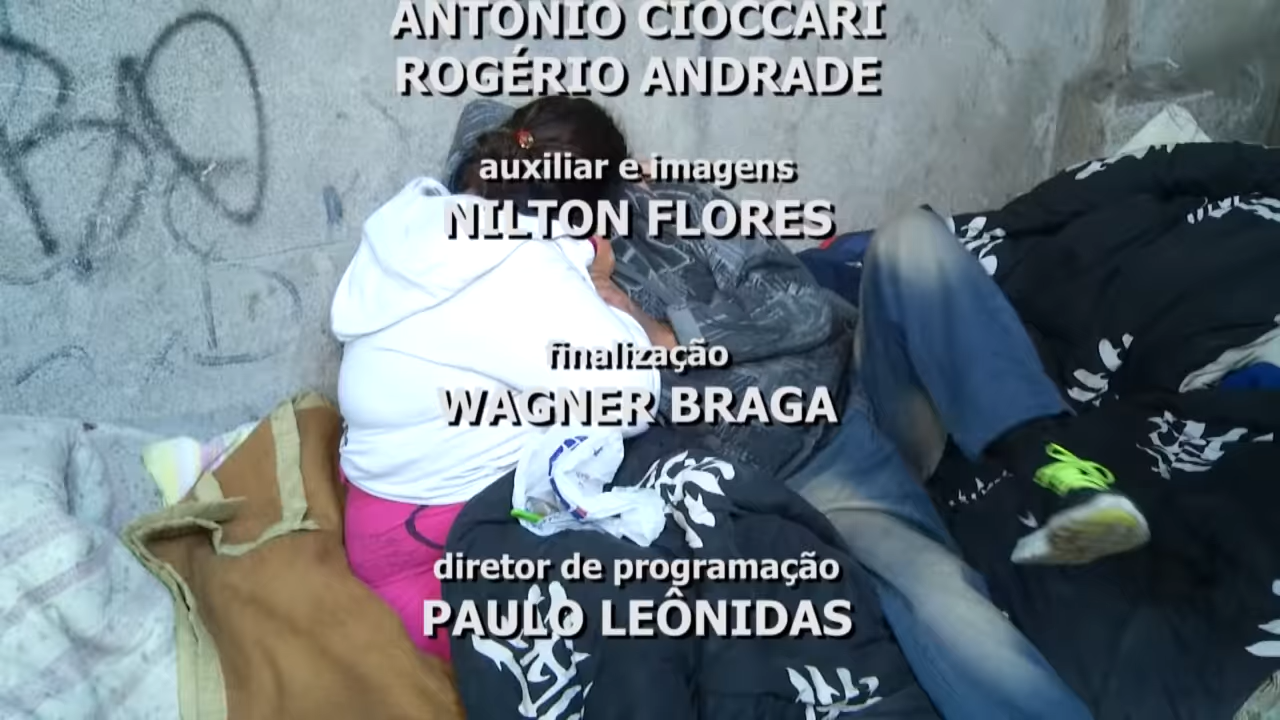 ANTONIO CIOCCARI
ROGÉRIO ANDRADE
auxiliar e imagens
NILTON FLORES
finalização
WAGNER BRAGA
diretor de programação
PAULO LEÔNIDAS